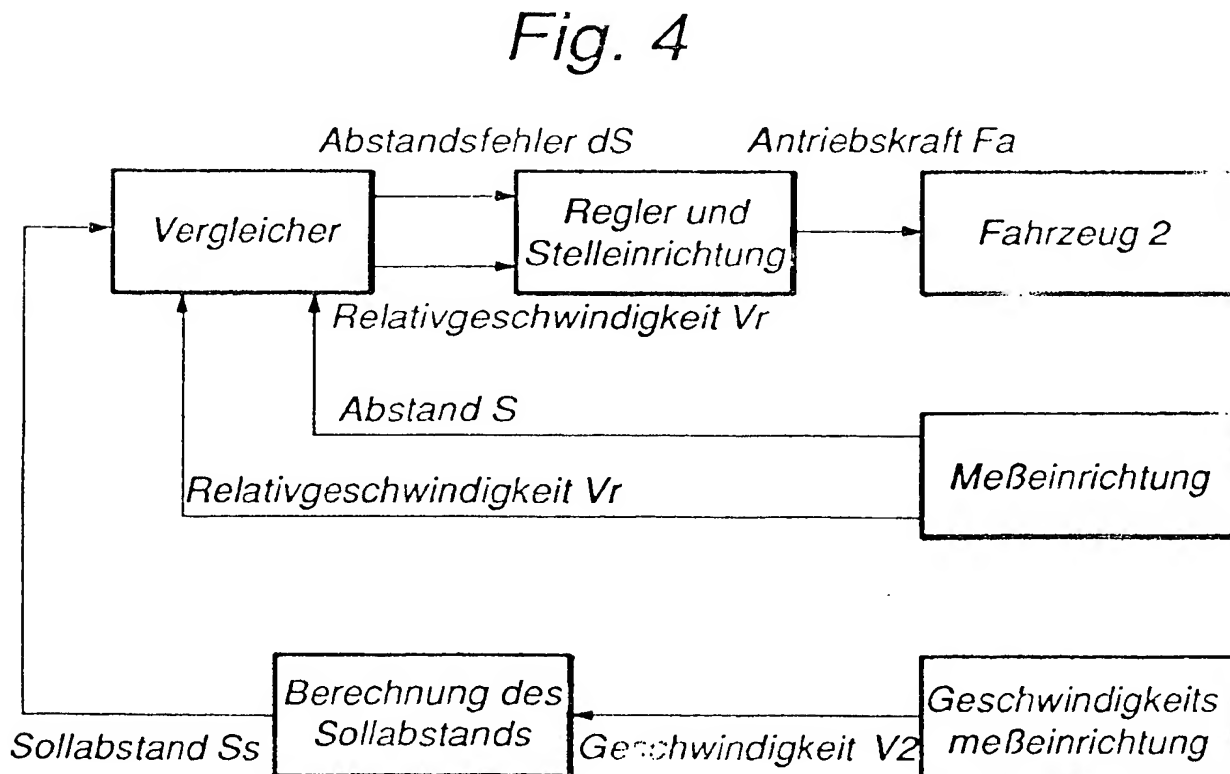 Fig. 4
Abstandsfehler dS
Antriebskraft Fa
Vergleicher
Regler und
Stelleinrichtung
Fahrzeug 2
Relativgeschwindigkeit Vr
Abstand S
Meßeinrichtung
Relativgeschwindigkeit Vr
Berechnung des
Sollabstands
Geschwindigkeits
meßeinrichtung
Sollabstand Ss
Geschwindigkeit V2